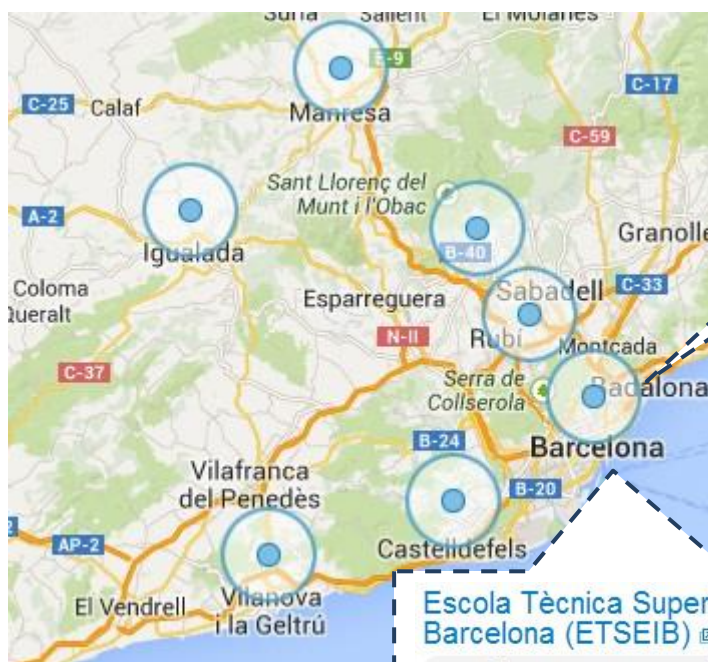 Súria
Sallent
El Moianès
E-9
C-25
Calaf
Manresa
C-17
C-59
Sant Llorenç del
Munt i l'Obac
A-2
Igualada
B-40
Granolle
Coloma
Queralt
Esparreguera
Sabadell
C-33
N-II
Rubí
Montcada
C-37
Serra de
Collserola
Badalona
B-24
Barcelona
Vilafranca
del Penedès
B-20
AP-2
Castelldefels
El Vendrell
Vilanova
i la Geltrú
Escola Tècnica Super
Barcelona (ETSEIB)